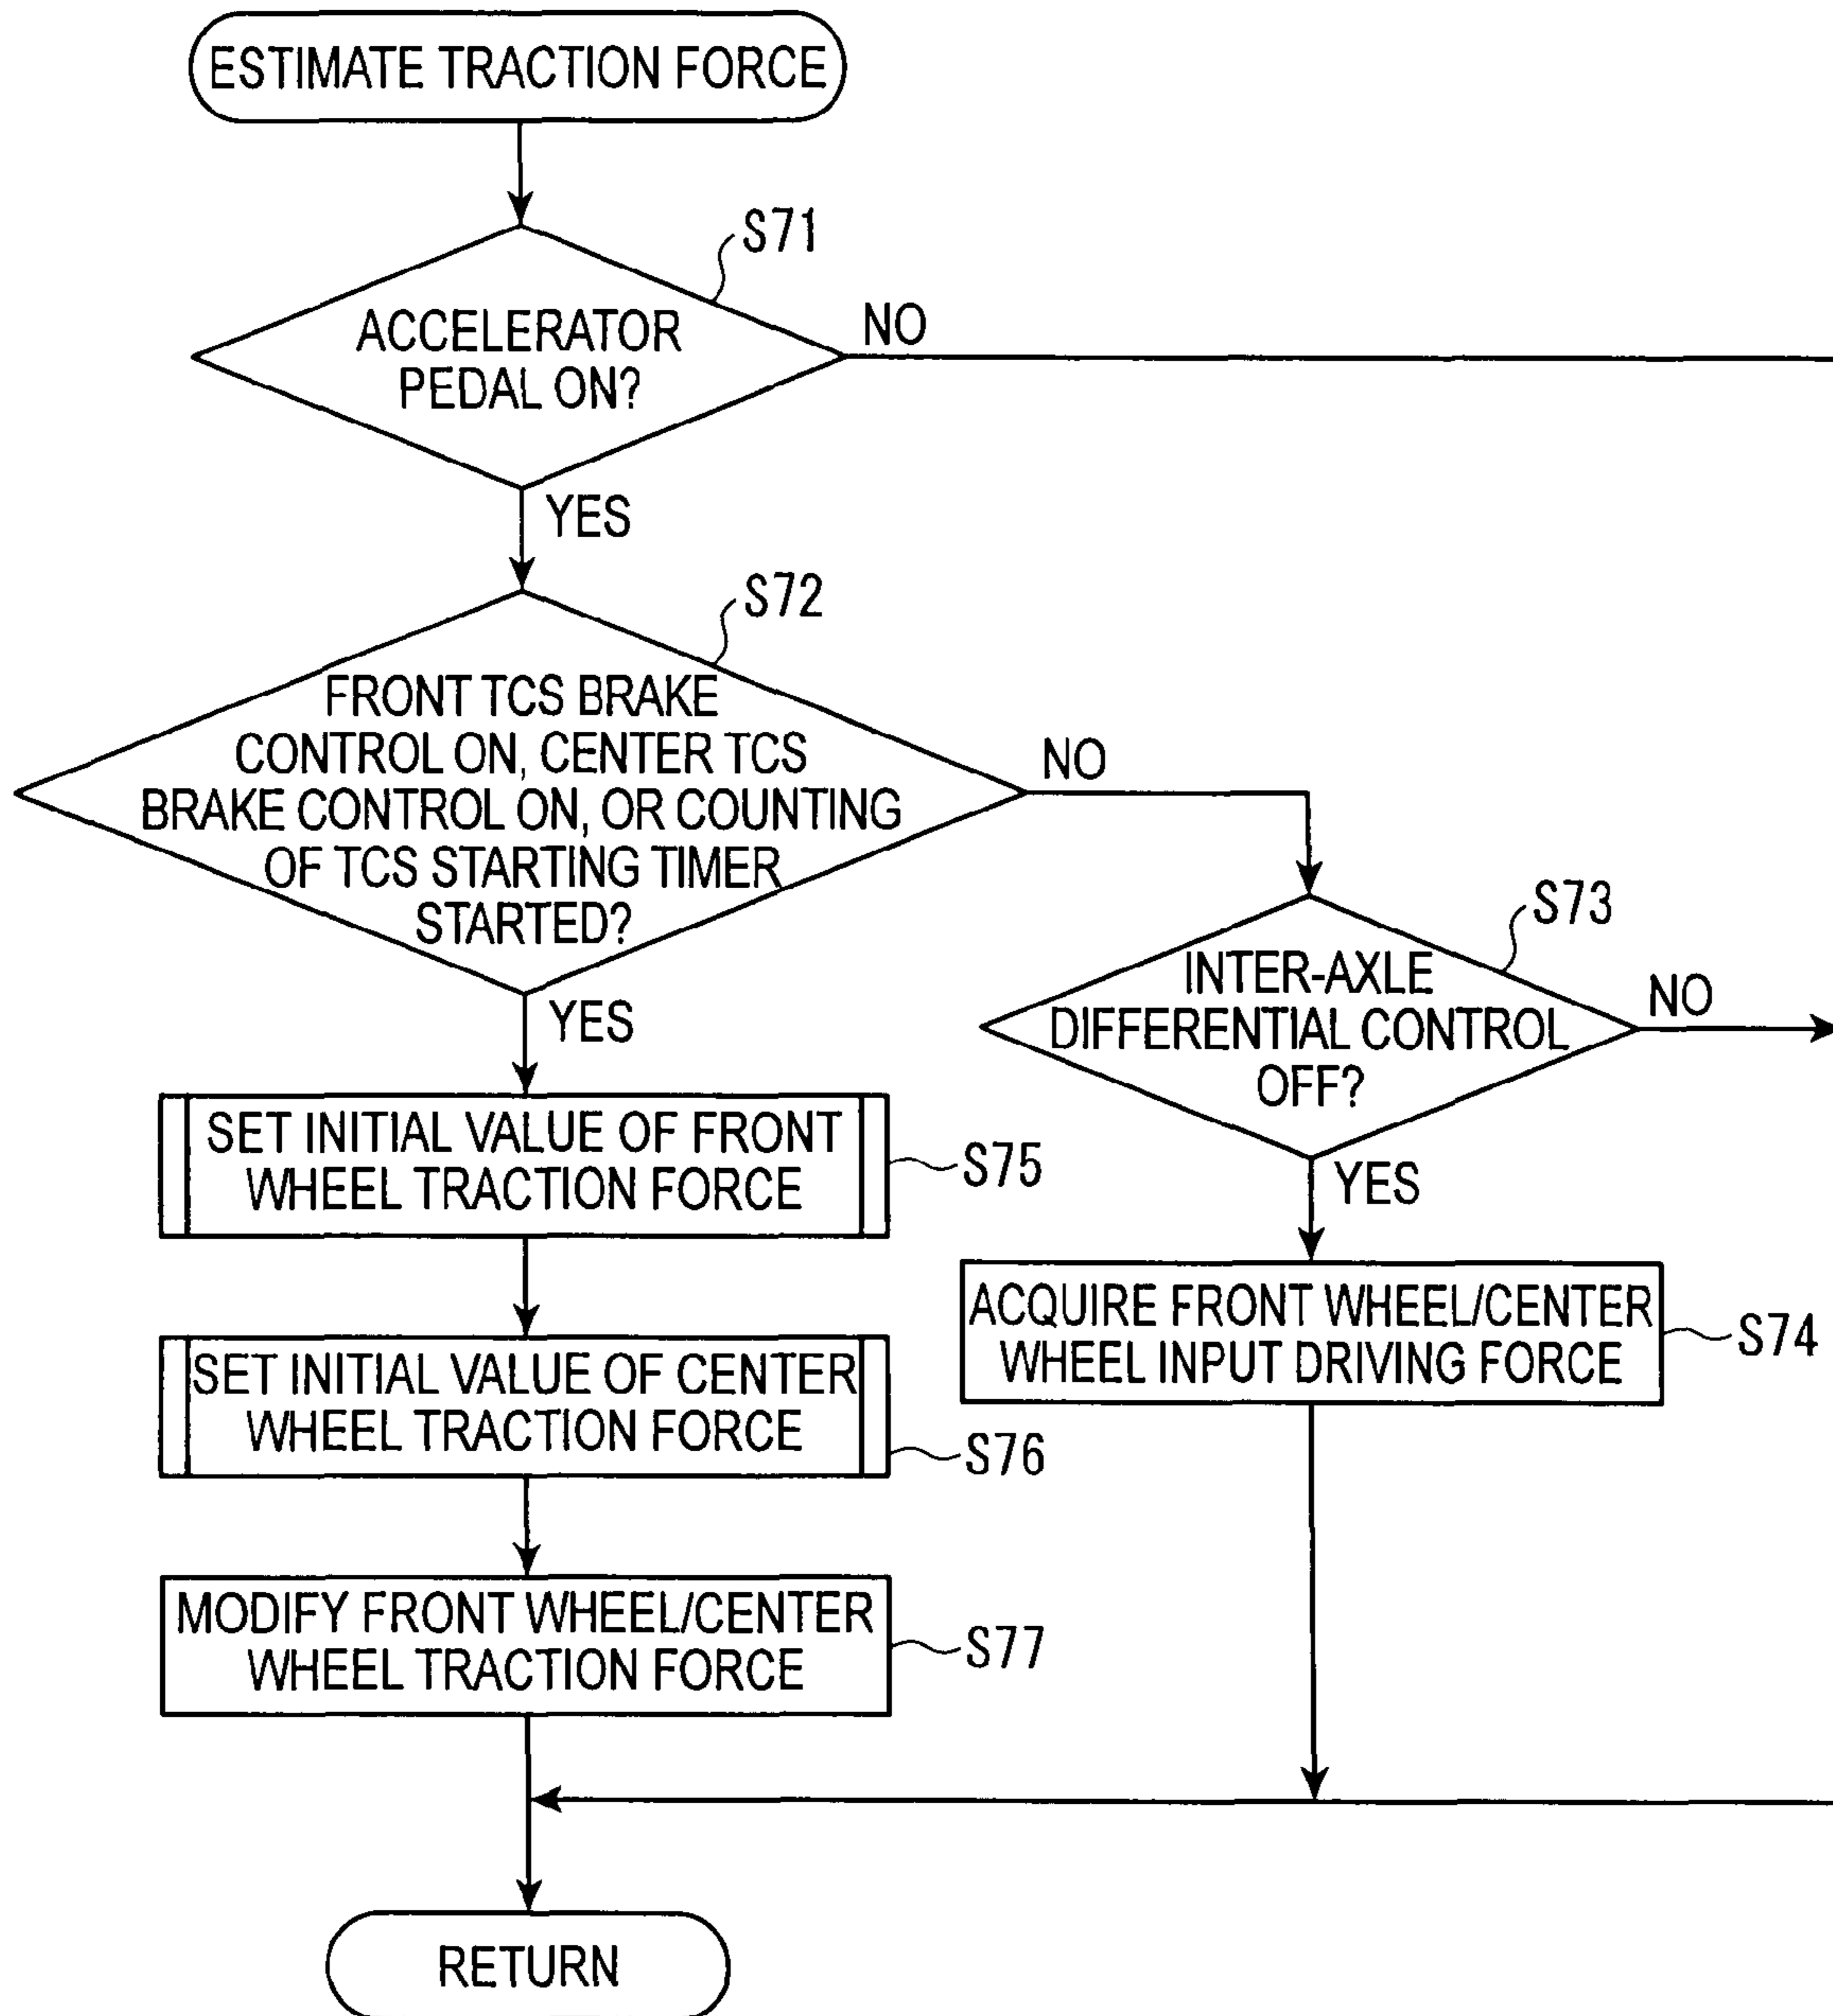 ESTIMATE TRACTION FORCE
S71
ACCELERATOR
PEDAL ON?
NO
YES
S72
FRONT TCS BRAKE
CONTROL ON, CENTER TCS
BRAKE CONTROL ON, OR COUNTING
OF TCS STARTING TIMER
STARTED?
NO
YES
S73
INTER-AXLE
DIFFERENTIAL CONTROL
OFF?
NO
YES
SET INITIAL VALUE OF FRONT
WHEEL TRACTION FORCE
S75
ACQUIRE FRONT WHEEL/CENTER
WHEEL INPUT DRIVING FORCE
S74
SET INITIAL VALUE OF CENTER
WHEEL TRACTION FORCE
S76
MODIFY FRONT WHEEL/CENTER
WHEEL TRACTION FORCE
S77
RETURN